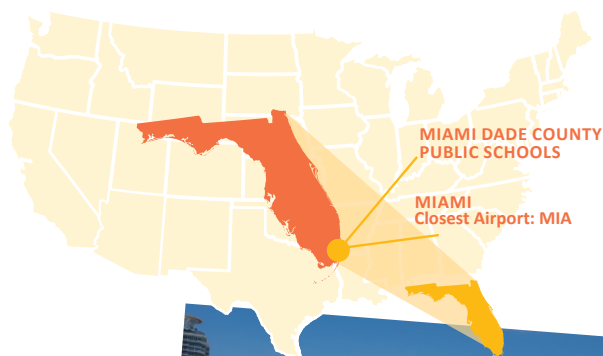 MIAMI DADE COUNTY
PUBLIC SCHOOLS
MIAMI
Closest Airport: MIA